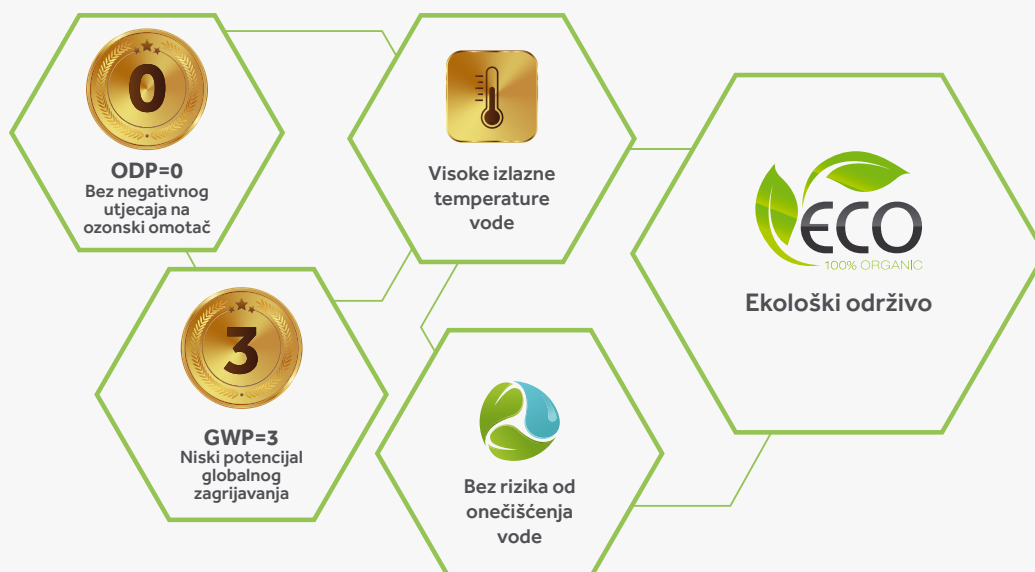 0
ODP=0
Bez negativnog
utjecaja na
ozonski omotač
Visoke izlazne
temperature
vode
ECO
100% ORGANIC
Ekološki održivo
3
GWP=3
Niski potencijal
globalnog
zagrijavanja
Bez rizika od
onečišćenja
vode